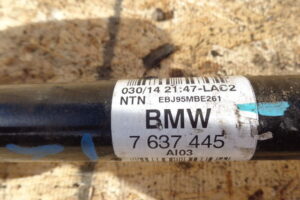 030/14 21:47-LAC2
NTN EBJ95MBE261
BMW
7 637 445
AI03